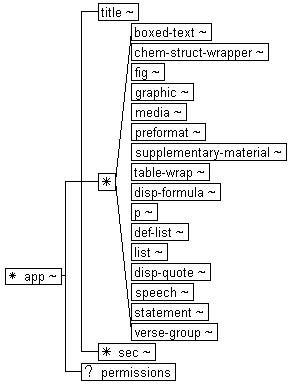 title ~
boxed-text ~
chem-struct-wrapper ~
fig ~
graphic ~
media ~
preformat ~
supplementary-material ~
table-wrap ~
*
disp-formula ~
p ~
def-list ~
list ~
disp-quote ~
* app ~
speech ~
statement ~
verse-group ~
* sec ~
? permissions